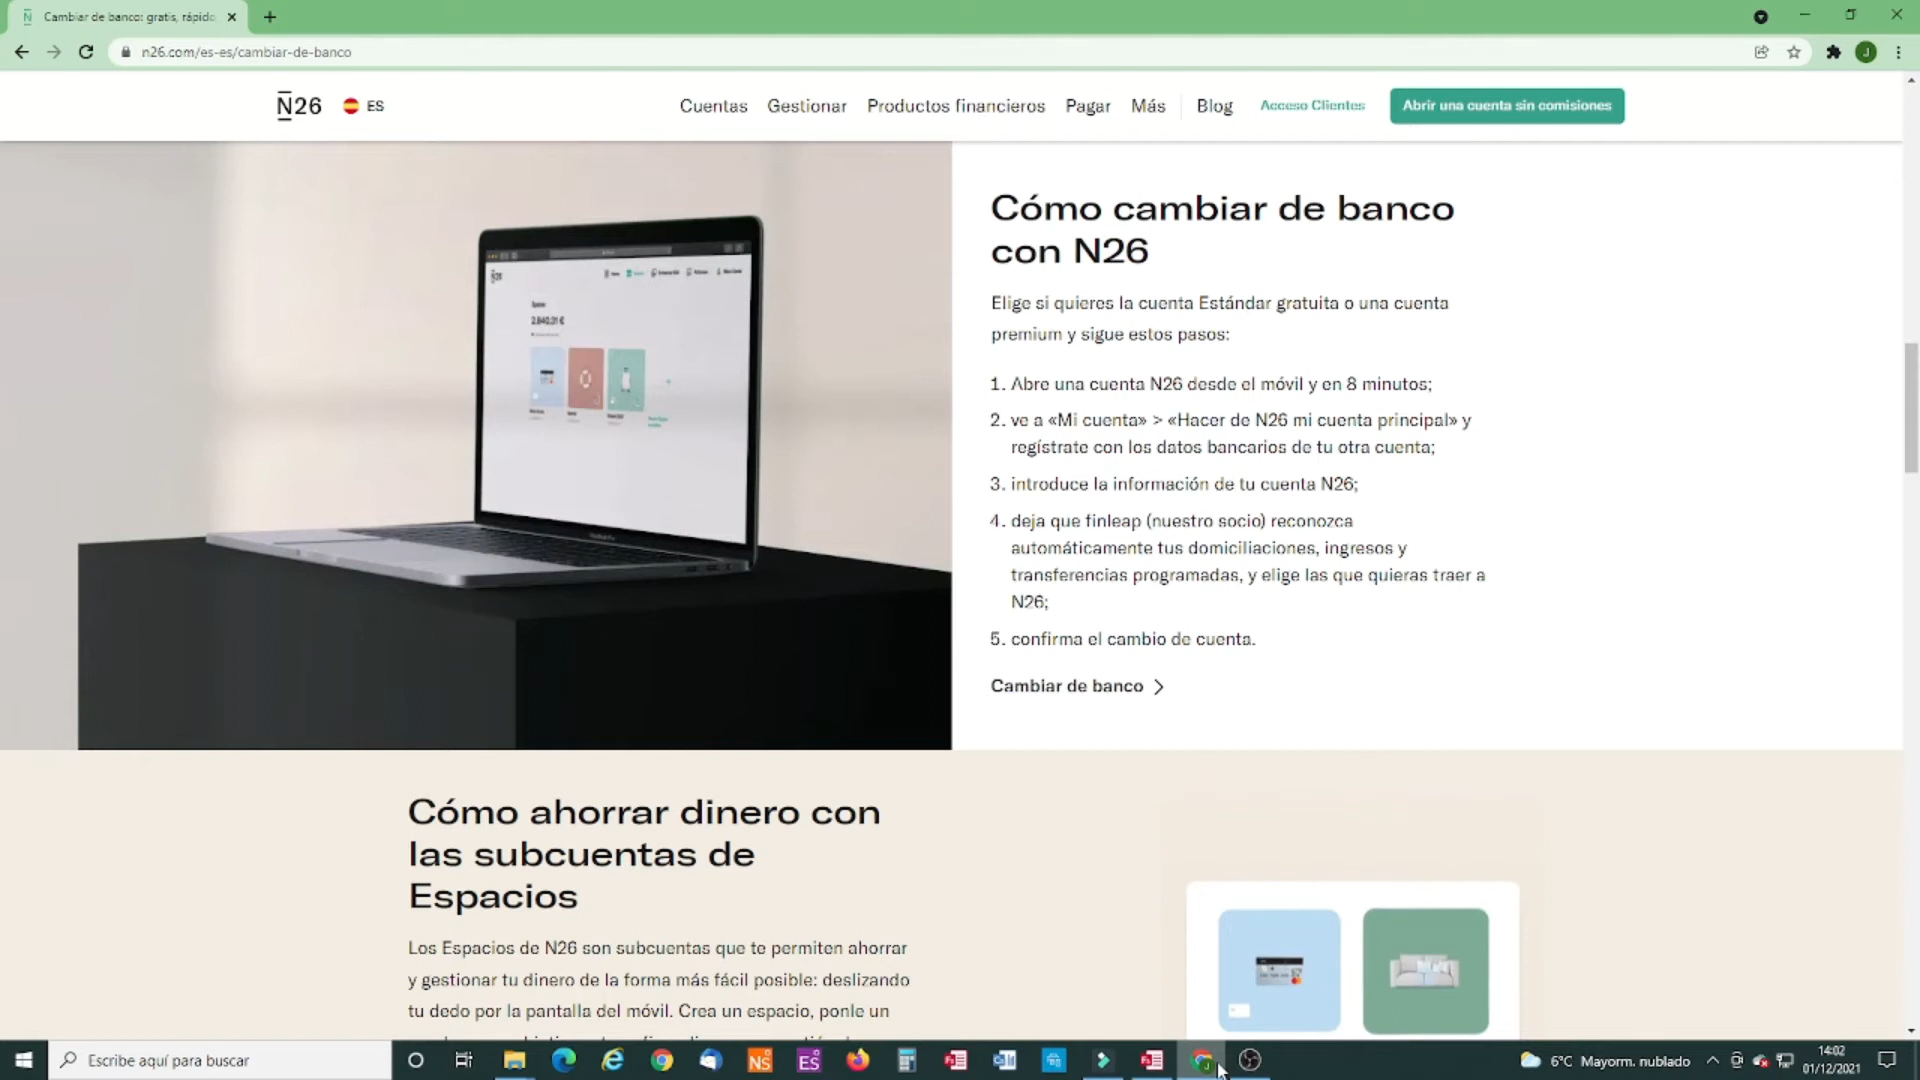 Cambiar de banco: gratis, rápido
n26.com/es-es/cambiar-de-banco
J
N26 ES
Cuentas Gestionar Productos financieros Pagar Más Blog Acceso Clientes Abrir una cuenta sin comisiones
N26
Spaces
2.840,31 €
Cómo cambiar de banco
con N26
Elige si quieres la cuenta Estándar gratuita o una cuenta
premium y sigue estos pasos:
1. Abre una cuenta N26 desde el móvil y en 8 minutos;
2. ve a «Mi cuenta» > «Hacer de N26 mi cuenta principal» y
regístrate con los datos bancarios de tu otra cuenta;
3. introduce la información de tu cuenta N26;
4. deja que finleap (nuestro socio) reconozca
automáticamente tus domiciliaciones, ingresos y
transferencias programadas, y elige las que quieras traer a
N26;
5. confirma el cambio de cuenta.
Cambiar de banco
Cómo ahorrar dinero con
las subcuentas de
Espacios
Los Espacios de N26 son subcuentas que te permiten ahorrar
y gestionar tu dinero de la forma más fácil posible: deslizando
tu dedo por la pantalla del móvil. Crea un espacio, ponle un
Escribe aquí para buscar
NS
ES
6°C Mayorm. nublado
14:02
01/12/2021